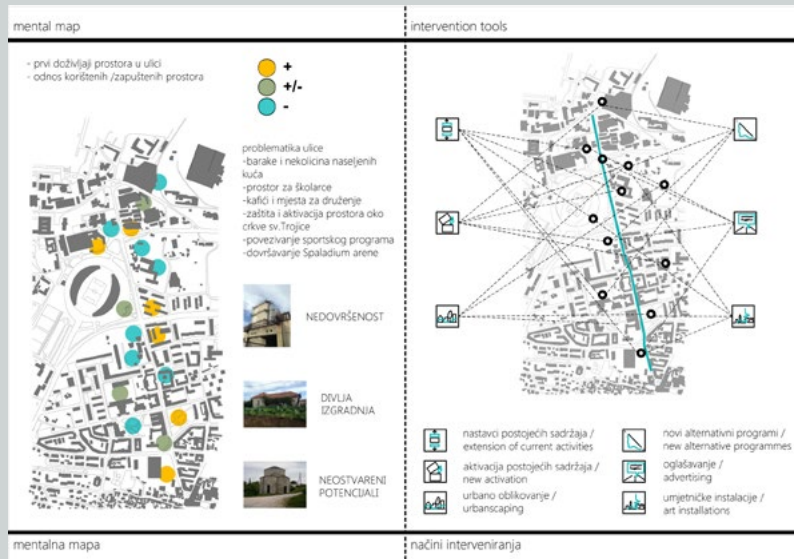 mental map
intervention tools
- prvi doživljaji prostora u ulici
- odnos korištenih /zapuštenih prostora
+
+/-
-
problematika ulice
-barake i nekolicina naseljenih
kuća
-prostor za školarce
-kafići i mjesta za druženje
-zaštita i aktivacija prostora oko
crkve sv.Trojice
-povezivanje sportskog programa
-dovršavanje Spaladium arene
NEDOVRŠENOST
DIVLJA
IZGRADNJA
NEOSTVARENI
POTENCIJALI
nastavci postojećih sadržaja /
extension of current activities
aktivacija postojećih sadržaja /
new activation
urbano oblikovanje /
urbanscaping
novi alternativni programi /
new alternative programmes
oglašavanje /
advertising
umjetničke instalacije /
art installations
mentalna mapa
načini interveniranja